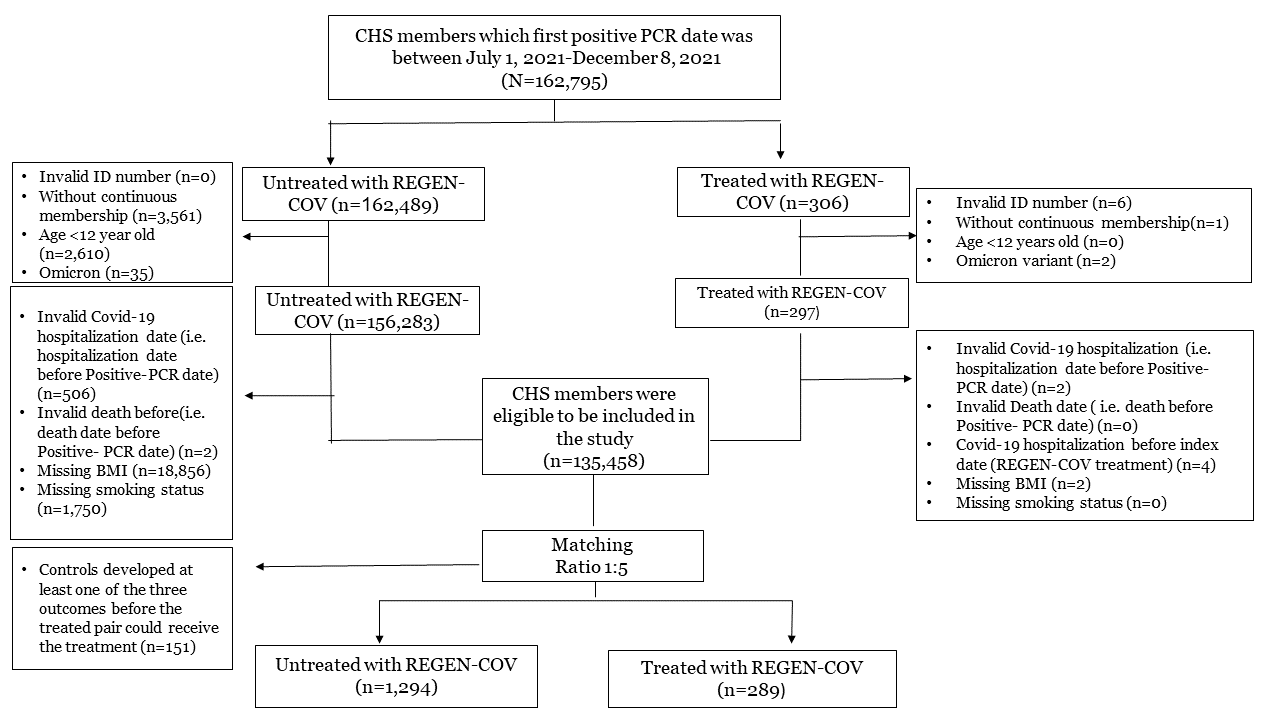 CHS members which first positive PCR date was
between July 1, 2021-December 8, 2021
(N=162,795)
Untreated with REGEN-
COV (n=162,489)
Treated with REGEN-
COV (n=306)
• Invalid ID number (n=0)
• Without continuous
membership (n=3,561)
• Age <12 year old
(n=2,610)
• Omicron (n=35)
• Invalid ID number (n=6)
• Without continuous membership(n=1)
• Age <12 years old (n=0)
• Omicron variant (n=2)
Untreated with REGEN-
COV (n=156,283)
Treated with REGEN-COV
(n=297)
• Invalid Covid-19
hospitalization date (i.e.
hospitalization date
before Positive-PCR date)
(n=506)
• Invalid death before(i.e.
death date before
Positive- PCR date) (n=2)
• Missing BMI (n=18,856)
• Missing smoking status
(n=1,750)
• Invalid Covid-19 hospitalization (i.e.
hospitalization date before Positive-
PCR date) (n=2)
• Invalid Death date ( i.e. death before
Positive- PCR date) (n=0)
• Covid-19 hospitalization before index
date (REGEN-COV treatment) (n=4)
• Missing BMI (n=2)
• Missing smoking status (n=0)
CHS members were
eligible to be included in
the study
(n=135,458)
Matching
Ratio 1:5
• Controls developed at
least one of the three
outcomes before the
treated pair could receive
the treatment (n=151)
Untreated with REGEN-COV
(n=1,294)
Treated with REGEN-COV
(n=289)